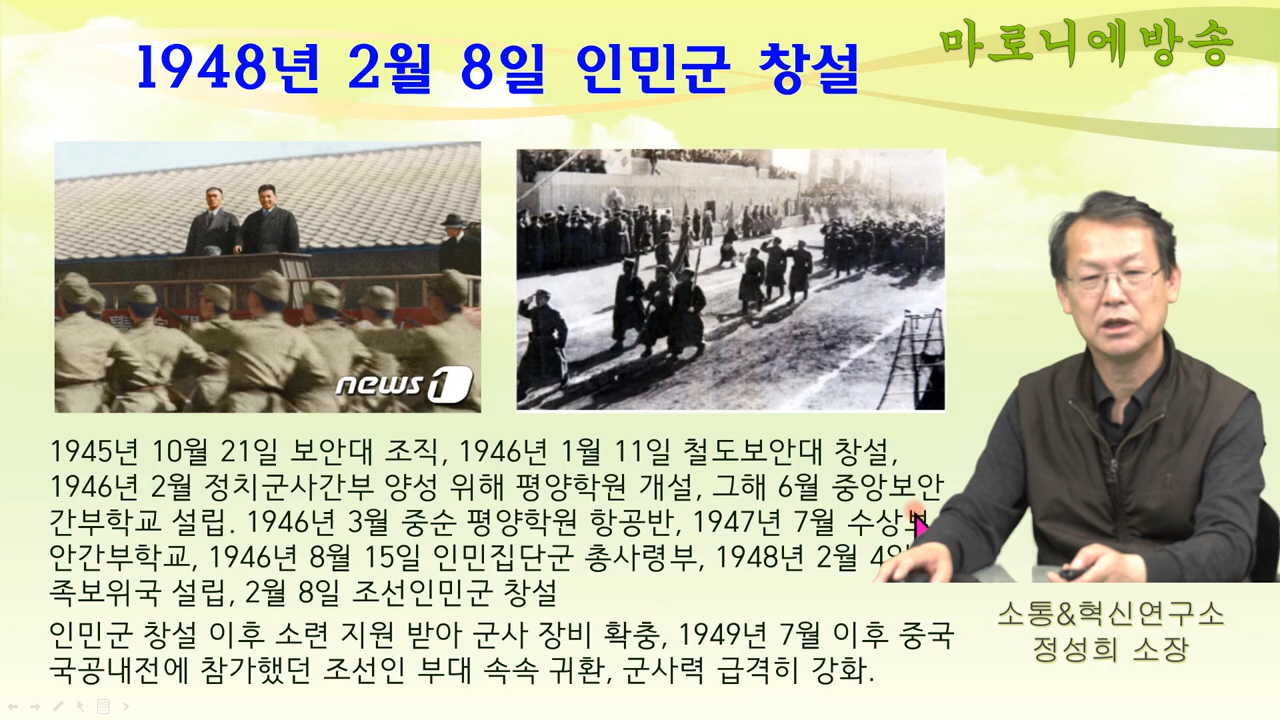 1948년 2월 8일 인민군 창설
마로니에방송
news1
1945년 10월 21일 보안대 조직, 1946년 1월 11일 철도보안대 창설,
1946년 2월 정치군사간부 양성 위해 평양학원 개설, 그해 6월 중앙보안
간부학교 설립. 1946년 3월 중순 평양학원 항공반, 1947년 7월
안간부학교, 1946년 8월 15일 인민집단군 총사령부, 1948년 2월
족보위국 설립, 2월 8일 조선인민군 창설
인민군 창설 이후 소련 지원 받아 군사 장비 확충, 1949년 7월 이후 중국
국공내전에 참가했던 조선인 부대 속속 귀환, 군사력 급격히 강화.
소통&혁신연구소
정성희 소장